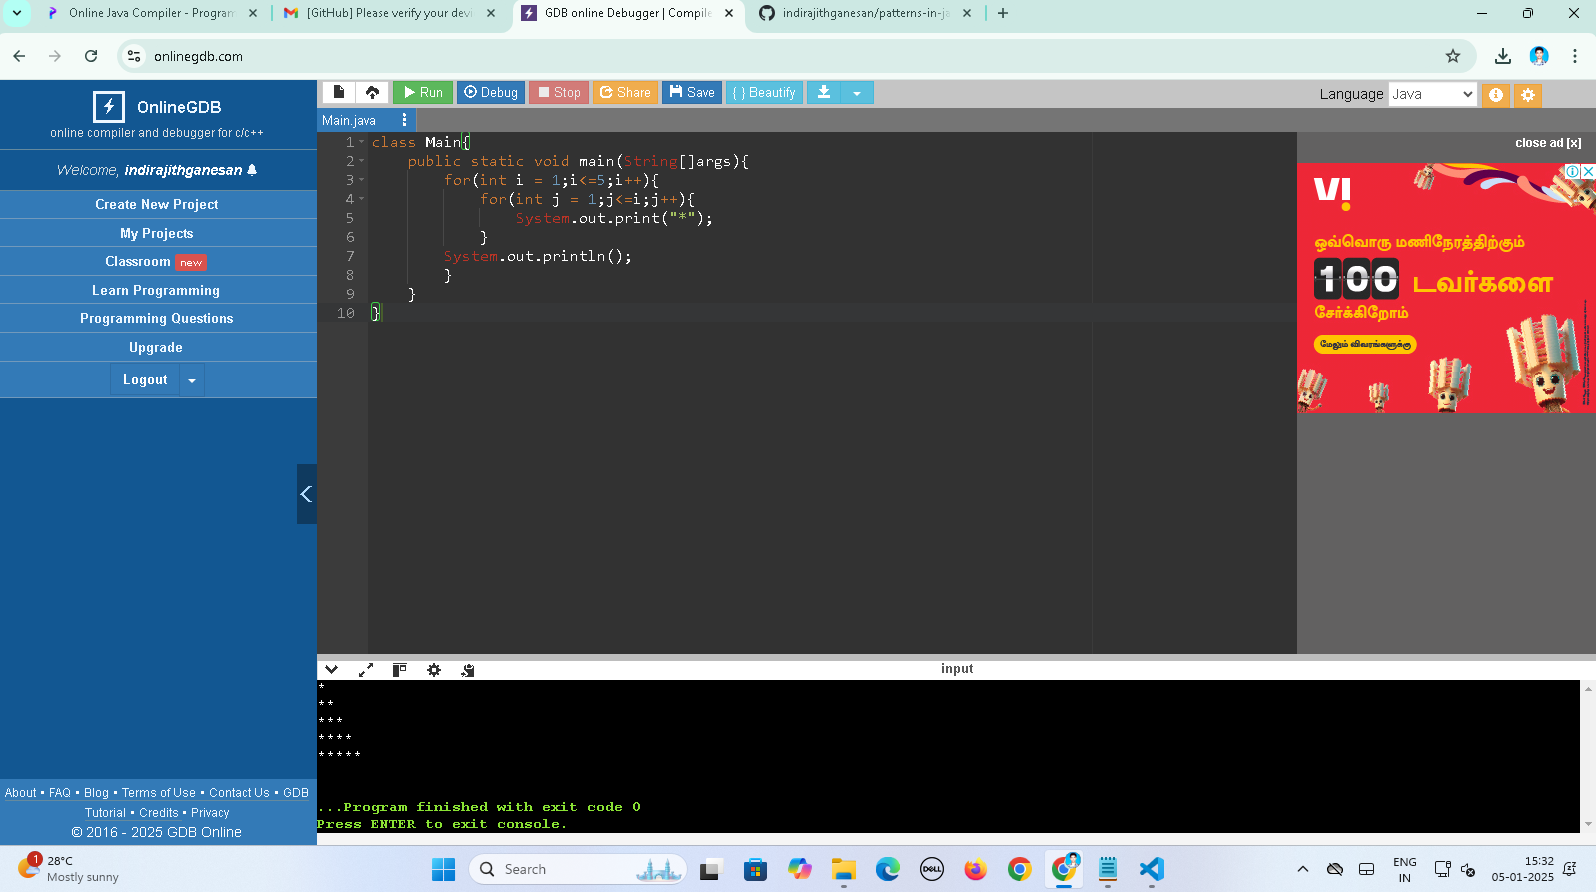 Online Java Compiler - Program
[GitHub] Please verify your devi
GDB online Debugger | Compile
indirajithganesan/patterns-in-ja
onlinegdb.com
OnlineGDB
online compiler and debugger for c/c++
Welcome, indirajithganesan
Create New Project
My Projects
Classroom new
Learn Programming
Programming Questions
Upgrade
Logout
About • FAQ • Blog • Terms of Use • Contact Us • GDB
Tutorial • Credits • Privacy
© 2016 - 2025 GDB Online
Run Debug Stop Share Save { } Beautify
Language Java
Main.java
1 class Main{
2 public static void main(String[]args){
3 for(int i = 1;i<=5;i++){
4 for(int j = 1;j<=i;j++){
5 System.out.print("*");
6 }
7 System.out.println();
8 }
9 }
10 }
close ad [x]
V!
ஒவ்வொரு மணிநேரத்திற்கும்
100 டவர்களை
சேர்க்கிறோம்
மேலும் விவரங்களுக்கு
input
*
**
***
****
*****
...Program finished with exit code 0
Press ENTER to exit console.
1
28°C
Mostly sunny
Search
DELL
ENG
IN
15:32
05-01-2025